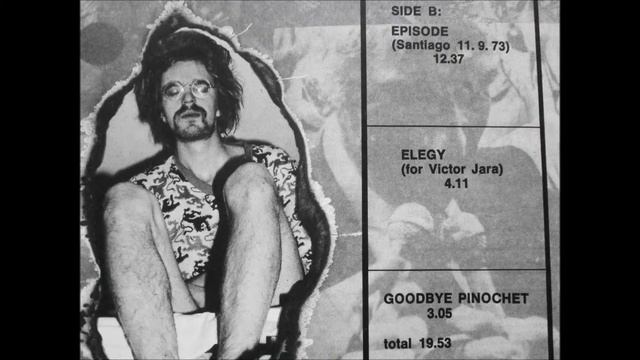 SIDE B:
EPISODE
(Santiago 11. 9. 73)
12.37
ELEGY
(for Victor Jara)
4.11
GOODBYE PINOCHET
3.05
total 19.53